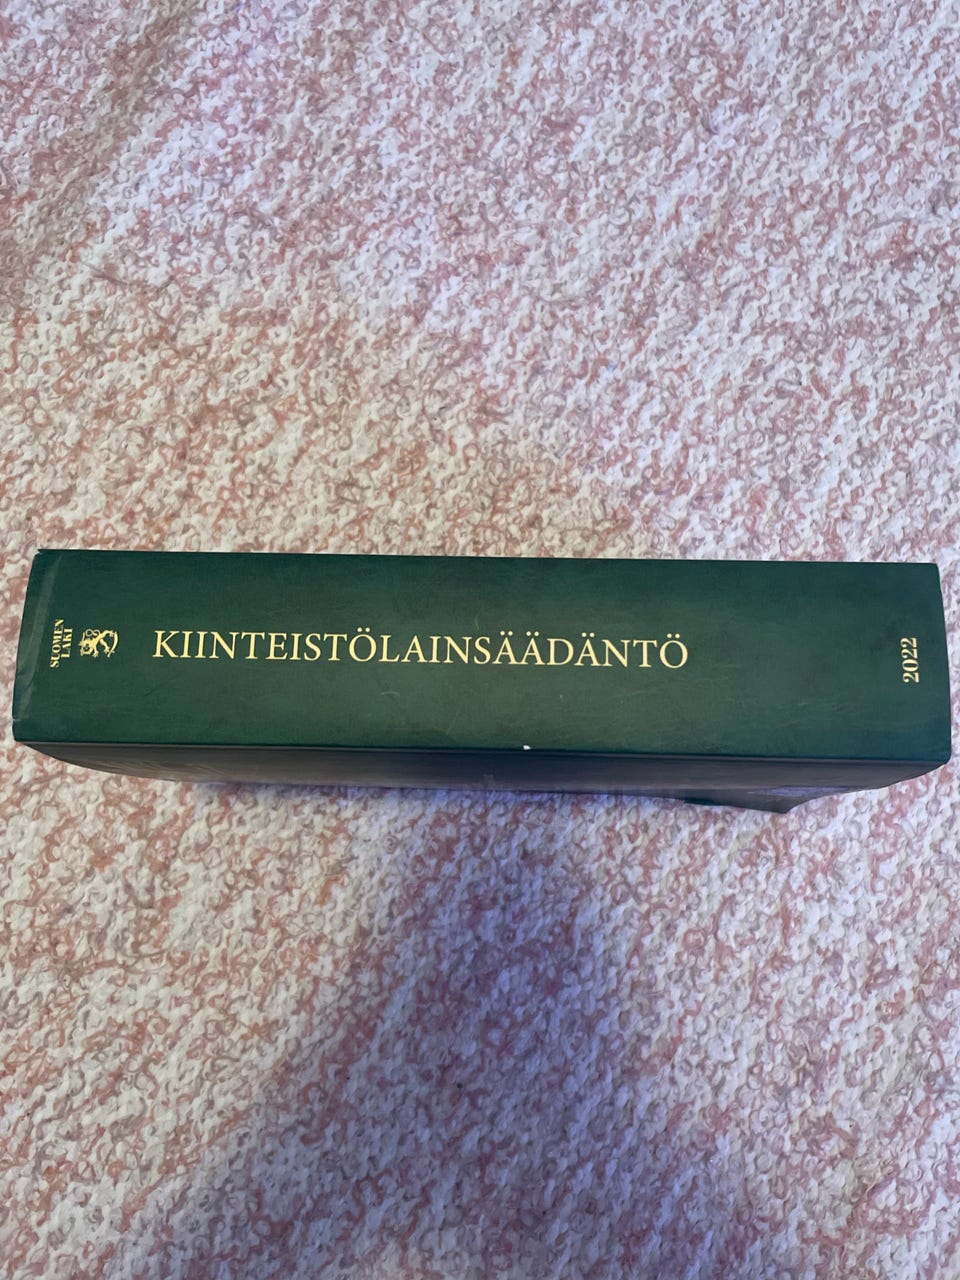 SUOMEN
LAKI
KIINTEISTÖLAINSÄÄDÄNTÖ
2022